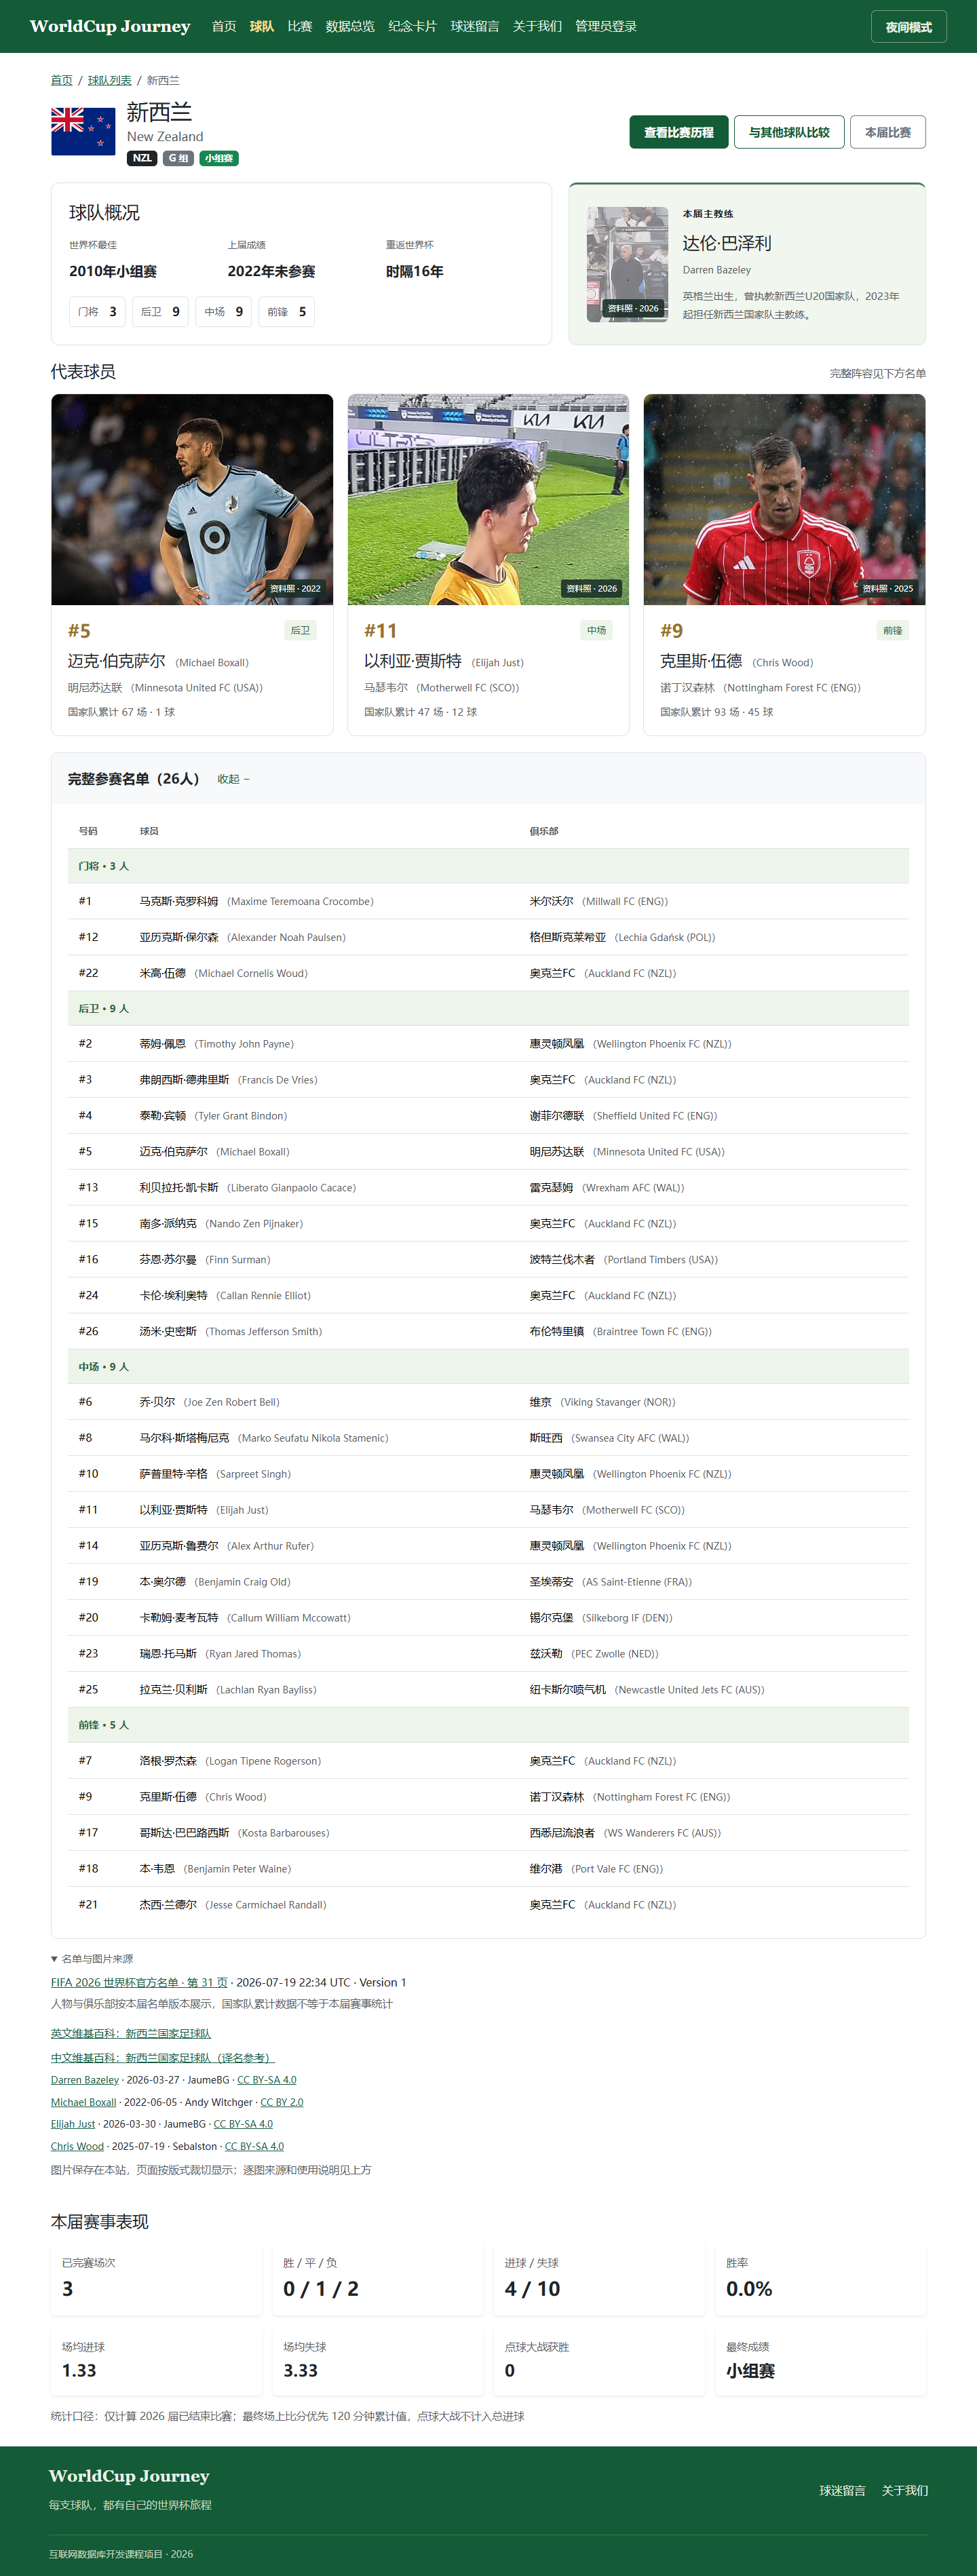 WorldCup Journey 首页 球队 比赛 数据总览 纪念卡片 球迷留言 关于我们 管理员登录 夜间模式
首页 / 球队列表 / 新西兰
新西兰
New Zealand
NZL G 组 小组赛
查看比赛历程 与其他球队比较 本届比赛
球队概况
世界杯最佳 上届成绩 重返世界杯
2010年小组赛 2022年未参赛 时隔16年
门将 3 后卫 9 中场 9 前锋 5
本届主教练
达伦·巴泽利
Darren Bazeley
英格兰出生，曾执教新西兰U20国家队，2023年
起担任新西兰国家队主教练。
资料照 · 2026
代表球员 完整阵容见下方名单
资料照 · 2022
#5 后卫
迈克·伯克萨尔 （Michael Boxall）
明尼苏达联 （Minnesota United FC (USA)）
国家队累计 67 场 · 1 球
资料照 · 2026
#11 中场
以利亚·贾斯特 （Elijah Just）
马瑟韦尔 （Motherwell FC (SCO)）
国家队累计 47 场 · 12 球
资料照 · 2025
#9 前锋
克里斯·伍德 （Chris Wood）
诺丁汉森林 （Nottingham Forest FC (ENG)）
国家队累计 93 场 · 45 球
完整参赛名单（26人） 收起 −
号码 球员 俱乐部
门将 • 3 人
#1 马克斯·克罗科姆 （Maxime Teremoana Crocombe） 米尔沃尔 （Millwall FC (ENG)）
#12 亚历克斯·保尔森 （Alexander Noah Paulsen） 格但斯克莱希亚 （Lechia Gdańsk (POL)）
#22 米高·伍德 （Michael Cornelis Woud） 奥克兰FC （Auckland FC (NZL)）
后卫 • 9 人
#2 蒂姆·佩恩 （Timothy John Payne） 惠灵顿凤凰 （Wellington Phoenix FC (NZL)）
#3 弗朗西斯·德弗里斯 （Francis De Vries） 奥克兰FC （Auckland FC (NZL)）
#4 泰勒·宾顿 （Tyler Grant Bindon） 谢菲尔德联 （Sheffield United FC (ENG)）
#5 迈克·伯克萨尔 （Michael Boxall） 明尼苏达联 （Minnesota United FC (USA)）
#13 利贝拉托·凯卡斯 （Liberato Gianpaolo Cacace） 雷克瑟姆 （Wrexham AFC (WAL)）
#15 南多·派纳克 （Nando Zen Pijnaker） 奥克兰FC （Auckland FC (NZL)）
#16 芬恩·苏尔曼 （Finn Surman） 波特兰伐木者 （Portland Timbers (USA)）
#24 卡伦·埃利奥特 （Callan Rennie Elliot） 奥克兰FC （Auckland FC (NZL)）
#26 汤米·史密斯 （Thomas Jefferson Smith） 布伦特里镇 （Braintree Town FC (ENG)）
中场 • 9 人
#6 乔·贝尔 （Joe Zen Robert Bell） 维京 （Viking Stavanger (NOR)）
#8 马尔科·斯塔梅尼克 （Marko Seufatu Nikola Stamenic） 斯旺西 （Swansea City AFC (WAL)）
#10 萨普里特·辛格 （Sarpreet Singh） 惠灵顿凤凰 （Wellington Phoenix FC (NZL)）
#11 以利亚·贾斯特 （Elijah Just） 马瑟韦尔 （Motherwell FC (SCO)）
#14 亚历克斯·鲁费尔 （Alex Arthur Rufer） 惠灵顿凤凰 （Wellington Phoenix FC (NZL)）
#19 本·奥尔德 （Benjamin Craig Old） 圣埃蒂安 （AS Saint-Etienne (FRA)）
#20 卡勒姆·麦考瓦特 （Callum William Mccowatt） 锡尔克堡 （Silkeborg IF (DEN)）
#23 瑞恩·托马斯 （Ryan Jared Thomas） 兹沃勒 （PEC Zwolle (NED)）
#25 拉克兰·贝利斯 （Lachlan Ryan Bayliss） 纽卡斯尔喷气机 （Newcastle United Jets FC (AUS)）
前锋 • 5 人
#7 洛根·罗杰森 （Logan Tipene Rogerson） 奥克兰FC （Auckland FC (NZL)）
#9 克里斯·伍德 （Chris Wood） 诺丁汉森林 （Nottingham Forest FC (ENG)）
#17 哥斯达·巴巴路西斯 （Kosta Barbarouses） 西悉尼流浪者 （WS Wanderers FC (AUS)）
#18 本·韦恩 （Benjamin Peter Waine） 维尔港 （Port Vale FC (ENG)）
#21 杰西·兰德尔 （Jesse Carmichael Randall） 奥克兰FC （Auckland FC (NZL)）
▼ 名单与图片来源
FIFA 2026 世界杯官方名单 · 第 31 页 · 2026-07-19 22:34 UTC · Version 1
人物与俱乐部按本届名单版本展示，国家队累计数据不等于本届赛事统计
英文维基百科：新西兰国家足球队
中文维基百科：新西兰国家足球队（译名参考）
Darren Bazeley · 2026-03-27 · JaumeBG · CC BY-SA 4.0
Michael Boxall · 2022-06-05 · Andy Witchger · CC BY 2.0
Elijah Just · 2026-03-30 · JaumeBG · CC BY-SA 4.0
Chris Wood · 2025-07-19 · Sebalston · CC BY-SA 4.0
图片保存在本站，页面按版式裁切显示；逐图来源和使用说明见上方
本届赛事表现
已完赛场次 胜 / 平 / 负 进球 / 失球 胜率
3 0 / 1 / 2 4 / 10 0.0%
场均进球 场均失球 点球大战获胜 最终成绩
1.33 3.33 0 小组赛
统计口径：仅计算 2026 届已结束比赛；最终场上比分优先 120 分钟累计值，点球大战不计入总进球
WorldCup Journey
每支球队，都有自己的世界杯旅程
球迷留言 关于我们
互联网数据库开发课程项目 · 2026